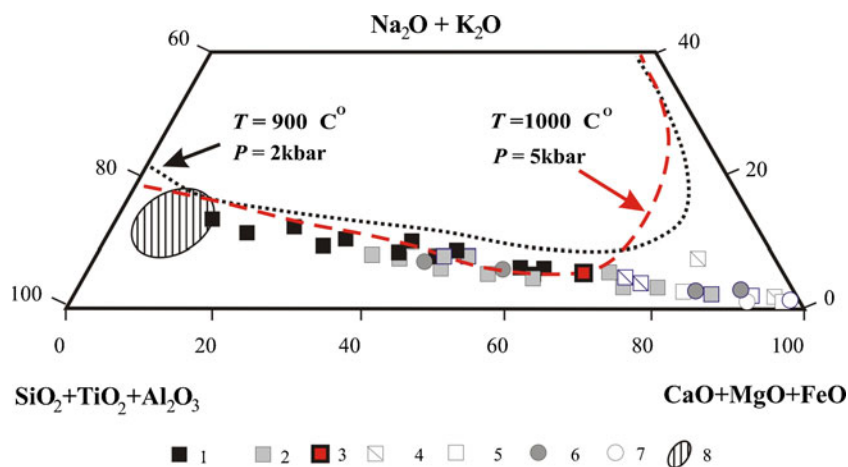 Na₂O + K₂O
60 40
T = 900 C°
P = 2kbar
T =1000 C°
P = 5kbar
80 20
100 0
0 20 40 60 80 100
SiO₂+TiO₂+Al₂O₃ CaO+MgO+FeO
1 2 3 4 5 6 7 8